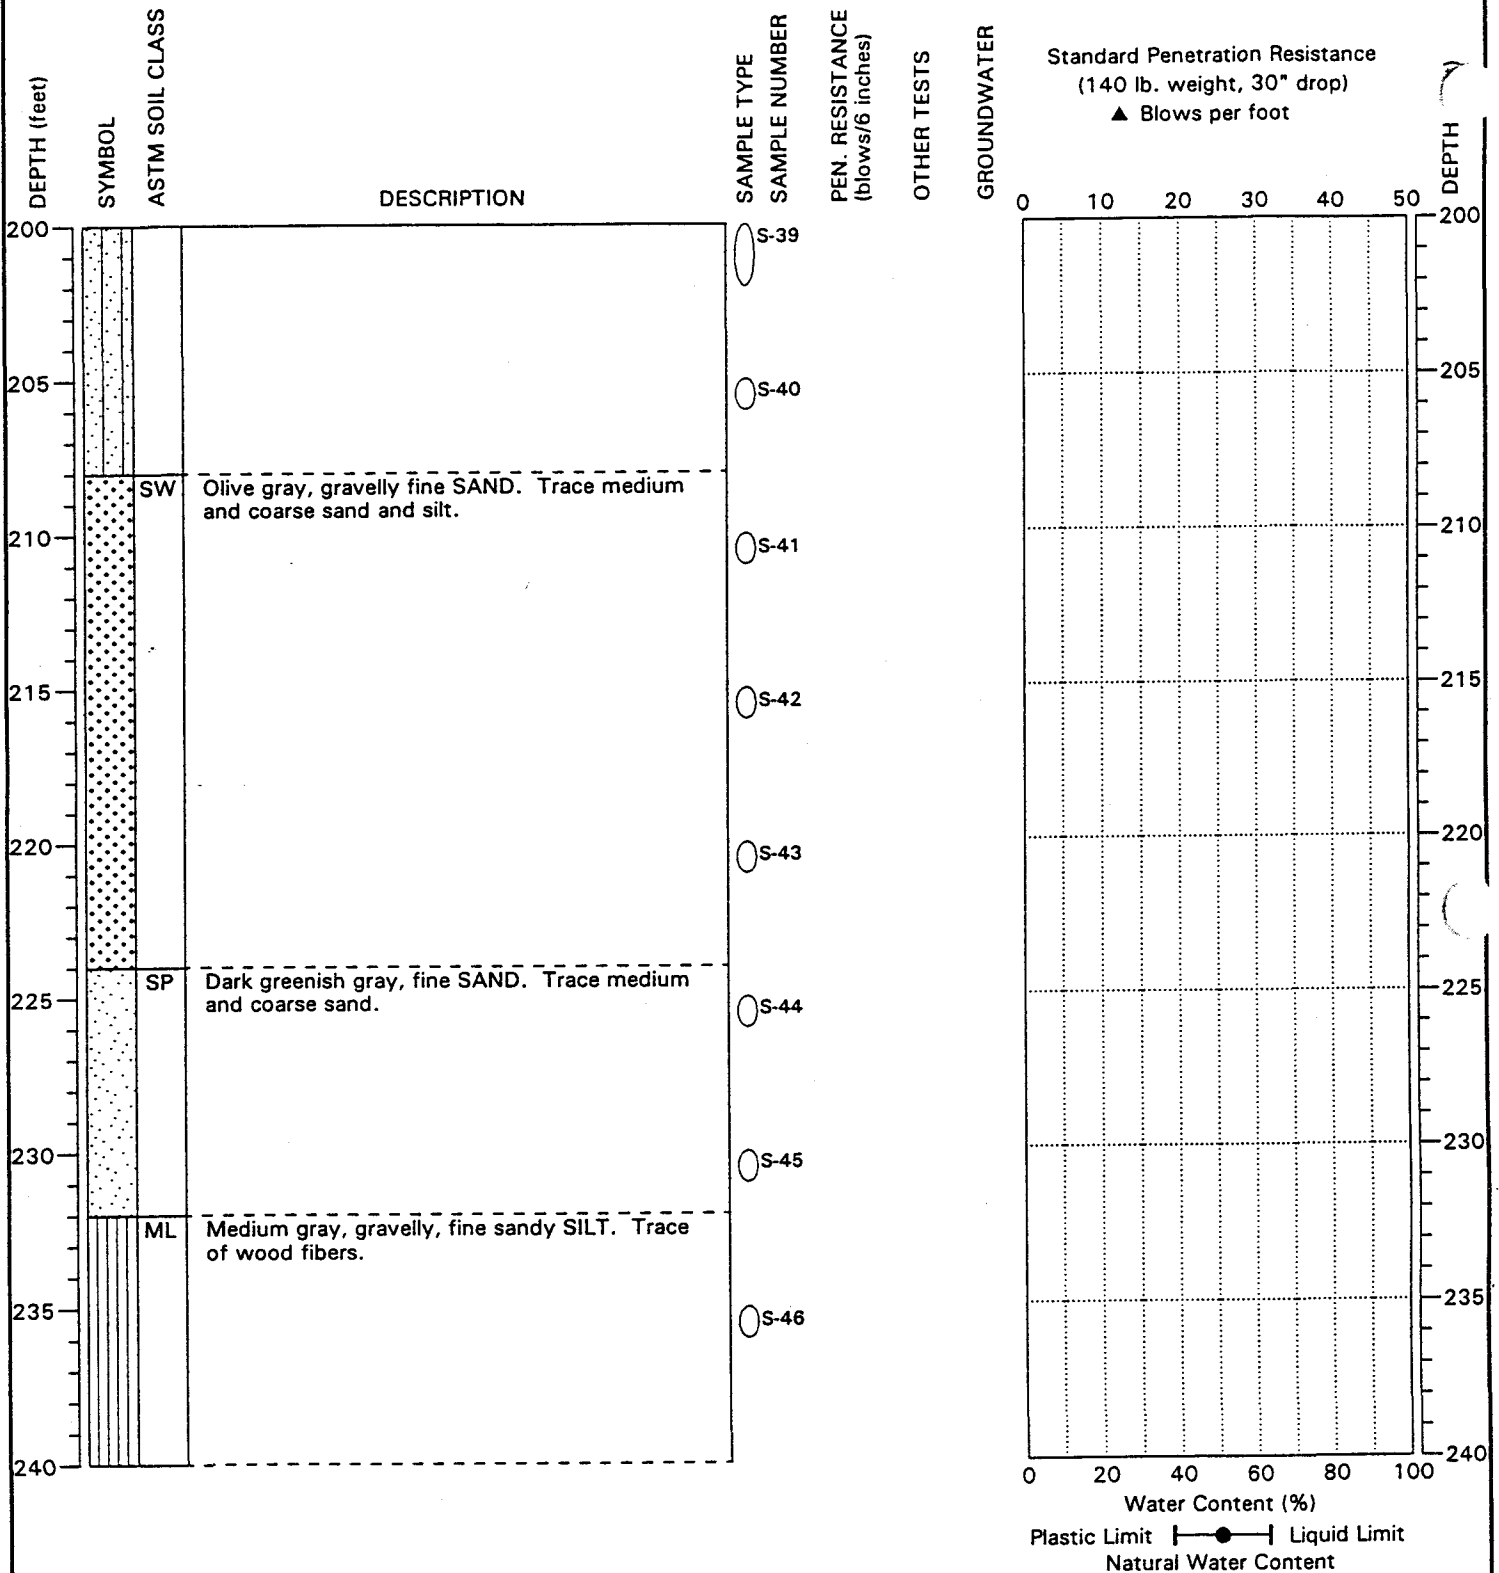 DEPTH (feet)
SYMBOL
ASTM SOIL CLASS
DESCRIPTION
SAMPLE TYPE
SAMPLE NUMBER
PEN. RESISTANCE
(blows/6 inches)
OTHER TESTS
GROUNDWATER
Standard Penetration Resistance
(140 lb. weight, 30" drop)
▲ Blows per foot
DEPTH
0 10 20 30 40 50
200 S-39 200
205 S-40 205
SW Olive gray, gravelly fine SAND. Trace medium
and coarse sand and silt.
210 S-41 210
215 S-42 215
220 S-43 220
SP Dark greenish gray, fine SAND. Trace medium
and coarse sand.
225 S-44 225
230 S-45 230
ML Medium gray, gravelly, fine sandy SILT. Trace
of wood fibers.
235 S-46 235
240 240
0 20 40 60 80 100
Water Content (%)
Plastic Limit Liquid Limit
Natural Water Content